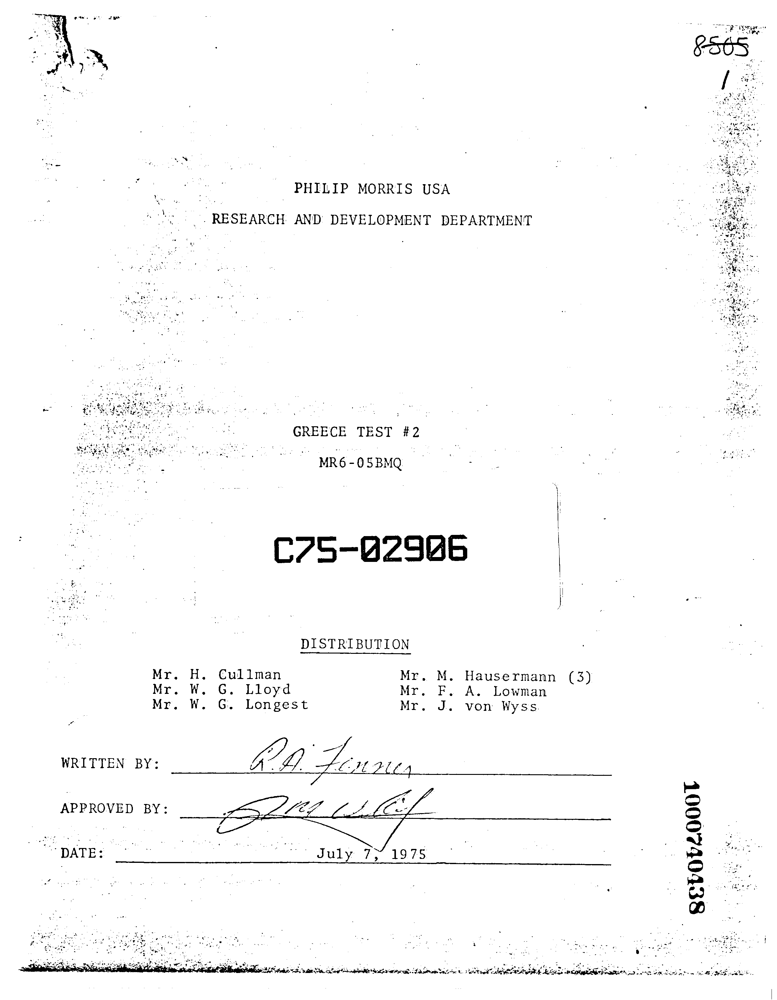 8505
1
PHILIP MORRIS USA
RESEARCH AND DEVELOPMENT DEPARTMENT
GREECE TEST #2
MR6-05BMQ
C75-02906
DISTRIBUTION
Mr. H. Cullman Mr. M. Hausermann (3)
Mr. W. G. Lloyd Mr. F. A. Lowman
Mr. W. G. Longest Mr. J. von Wyss
WRITTEN BY: R.A. Fenner
APPROVED BY:
DATE: July 7, 1975
1000740438